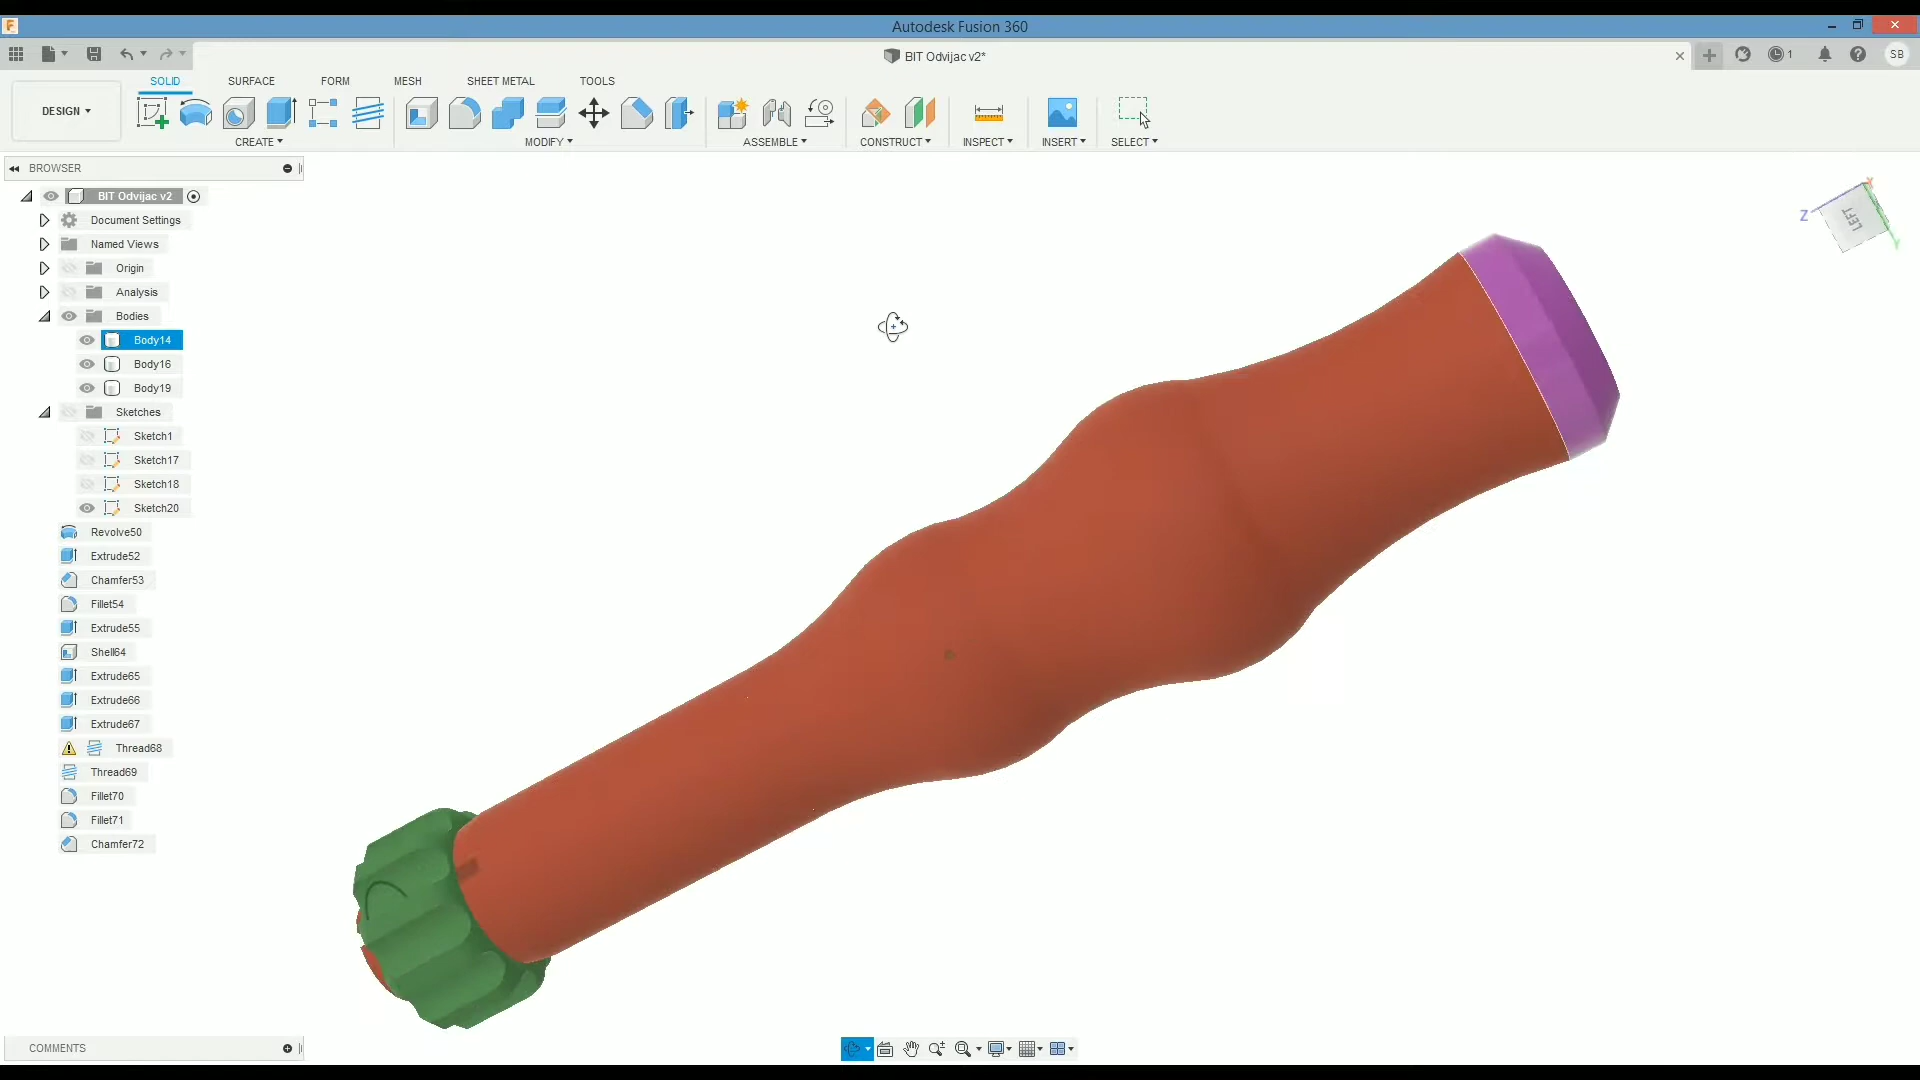 Autodesk Fusion 360
BIT Odvijac v2*
1
SB
DESIGN
SOLID
SURFACE
FORM
MESH
SHEET METAL
TOOLS
CREATE
MODIFY
ASSEMBLE
CONSTRUCT
INSPECT
INSERT
SELECT
BROWSER
BIT Odvijac v2
Document Settings
Named Views
Origin
Analysis
Bodies
Body14
Body16
Body19
Sketches
Sketch1
Sketch17
Sketch18
Sketch20
Revolve50
Extrude52
Chamfer53
Fillet54
Extrude55
Shell64
Extrude65
Extrude66
Extrude67
Thread68
Thread69
Fillet70
Fillet71
Chamfer72
X
Z
LEFT
Y
COMMENTS